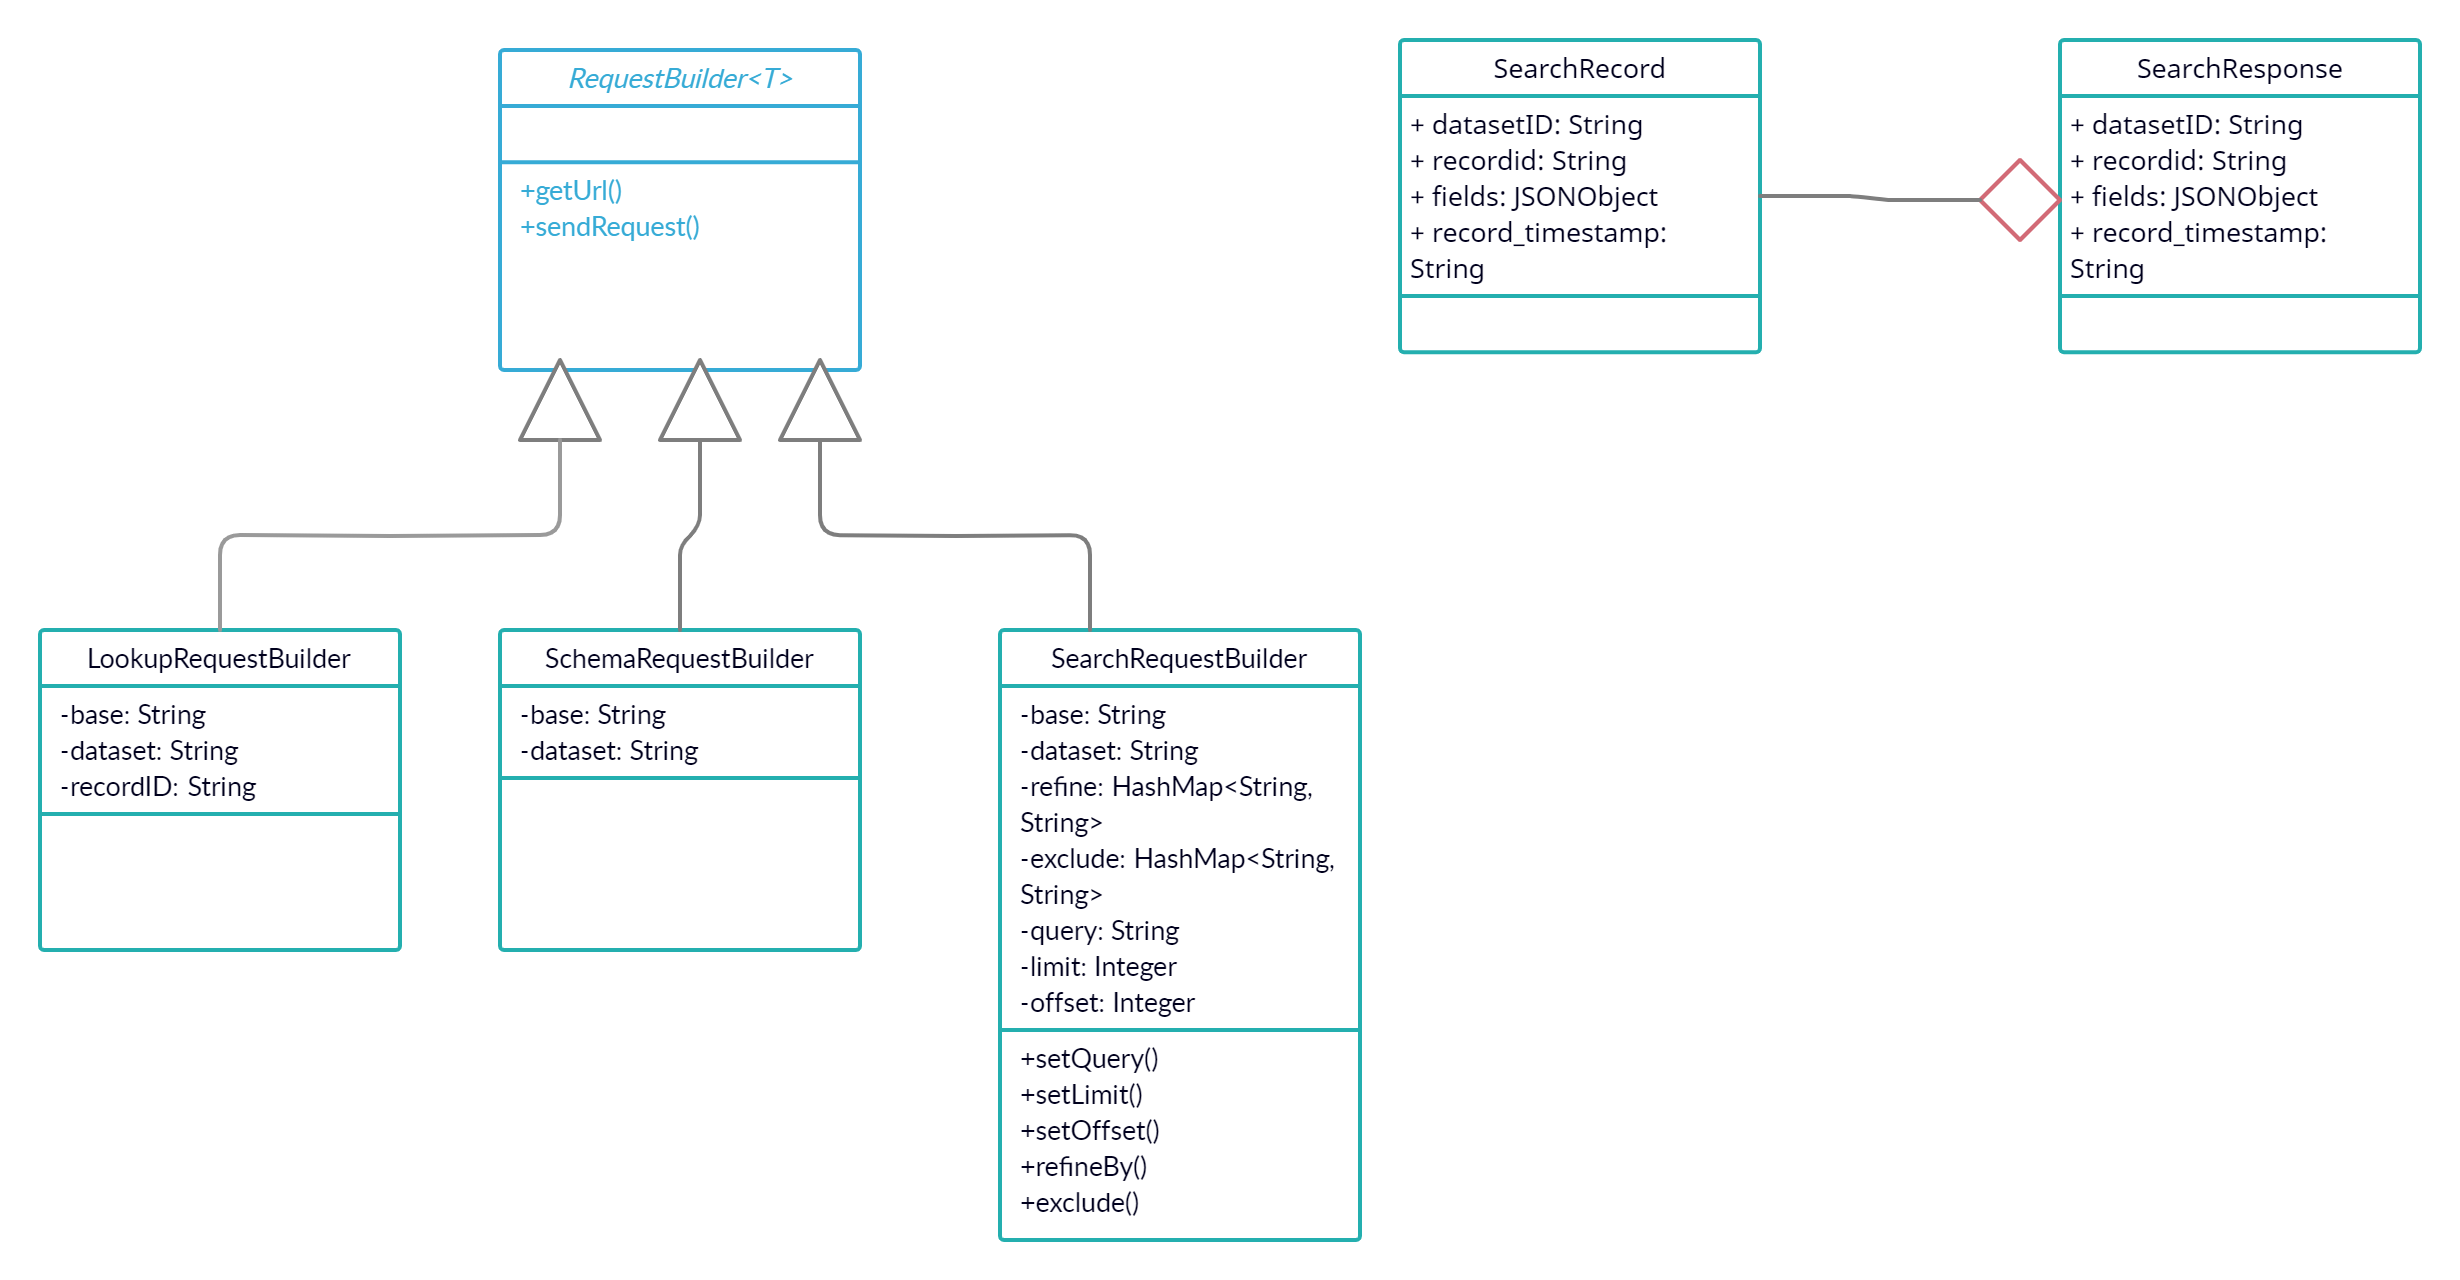 RequestBuilder<T>
+getUrl()
+sendRequest()
SearchRecord
+ datasetID: String
+ recordid: String
+ fields: JSONObject
+ record_timestamp:
String
SearchResponse
+ datasetID: String
+ recordid: String
+ fields: JSONObject
+ record_timestamp:
String
LookupRequestBuilder
-base: String
-dataset: String
-recordID: String
SchemaRequestBuilder
-base: String
-dataset: String
SearchRequestBuilder
-base: String
-dataset: String
-refine: HashMap<String,
String>
-exclude: HashMap<String,
String>
-query: String
-limit: Integer
-offset: Integer
+setQuery()
+setLimit()
+setOffset()
+refineBy()
+exclude()